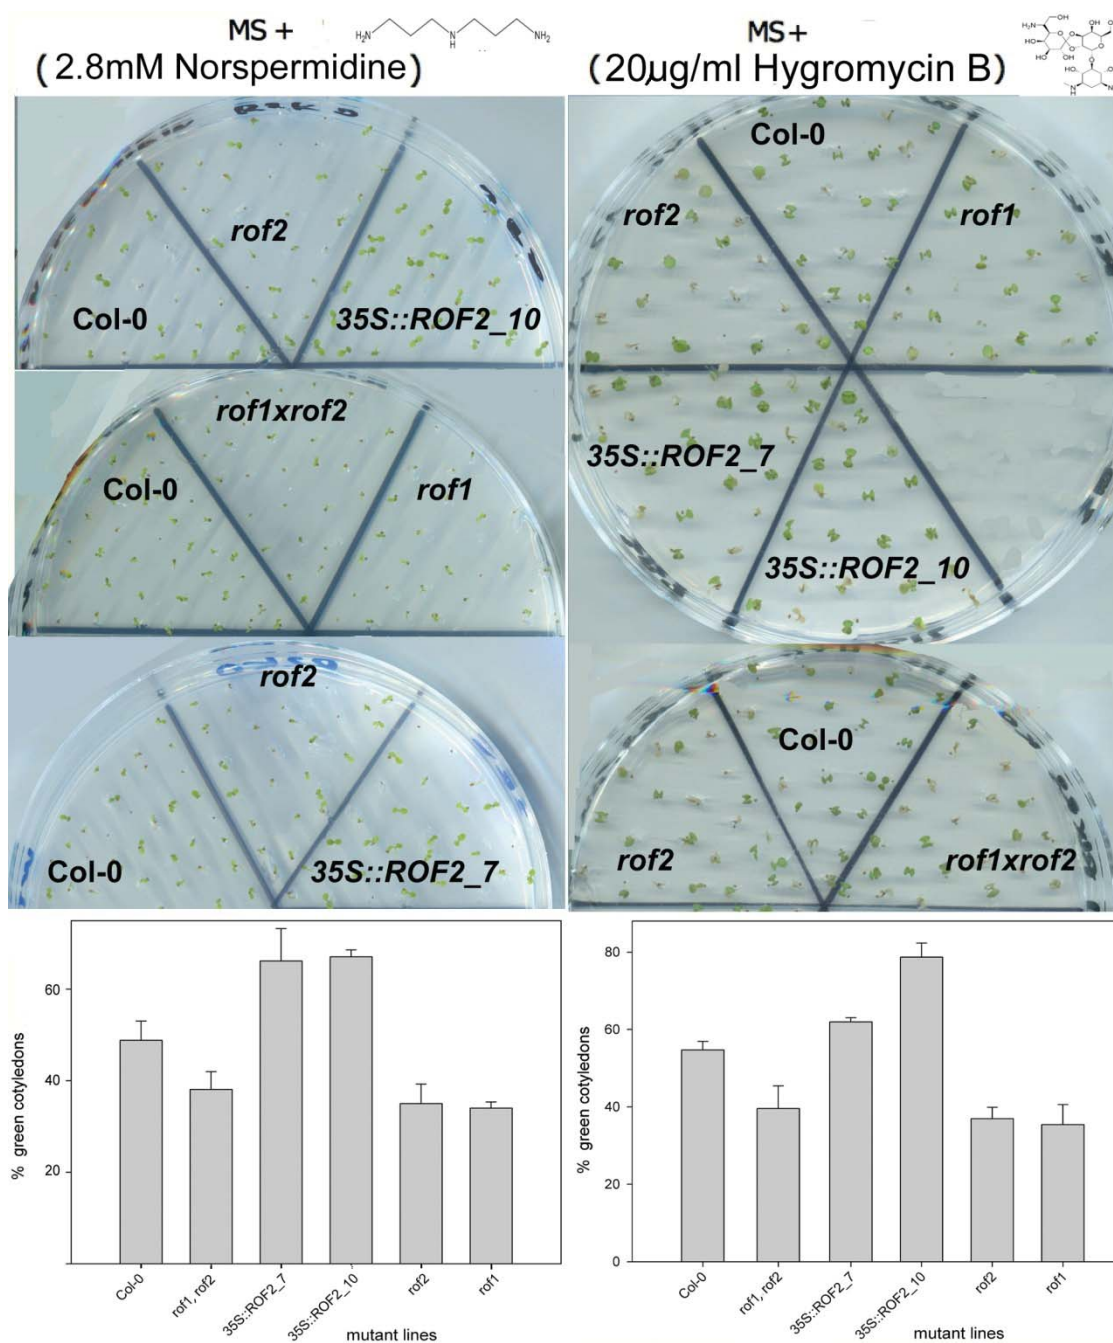 MS +
(2.8mM Norspermidine)
H₂N
N
H
NH₂
MS+
(20µg/ml Hygromycin B)
Col-0
rof2
35S::ROF2_10
rof1xrof2
Col-0
rof1
rof2
Col-0
35S::ROF2_7
Col-0
rof2
rof1
35S::ROF2_7
35S::ROF2_10
Col-0
rof2
rof1xrof2
% green cotyledons
60
40
20
Col-0
rof1, rof2
35S::ROF2_7
35S::ROF2_10
rof2
rof1
mutant lines
% green cotyledons
80
60
40
20
0
Col-0
rof1, rof2
35S::ROF2_7
35S::ROF2_10
rof2
rof1
mutant lines